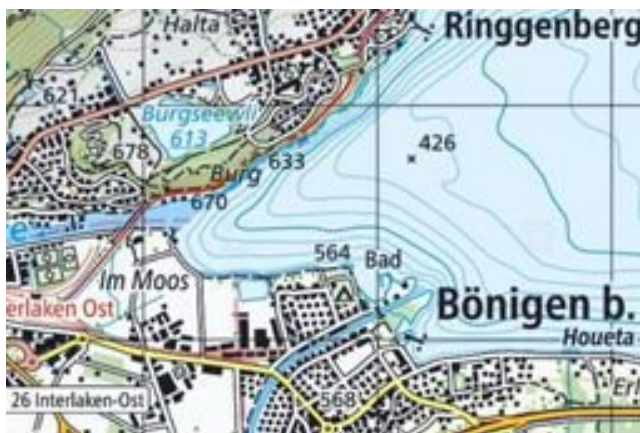 Halta
Ringgenberg
621
Burgseewli
613
426
678
633
Burg
670
e
564
Bad
Im Moos
erlaken Ost
Bönigen b.
Houeta
26 Interlaken-Ost
568
Er